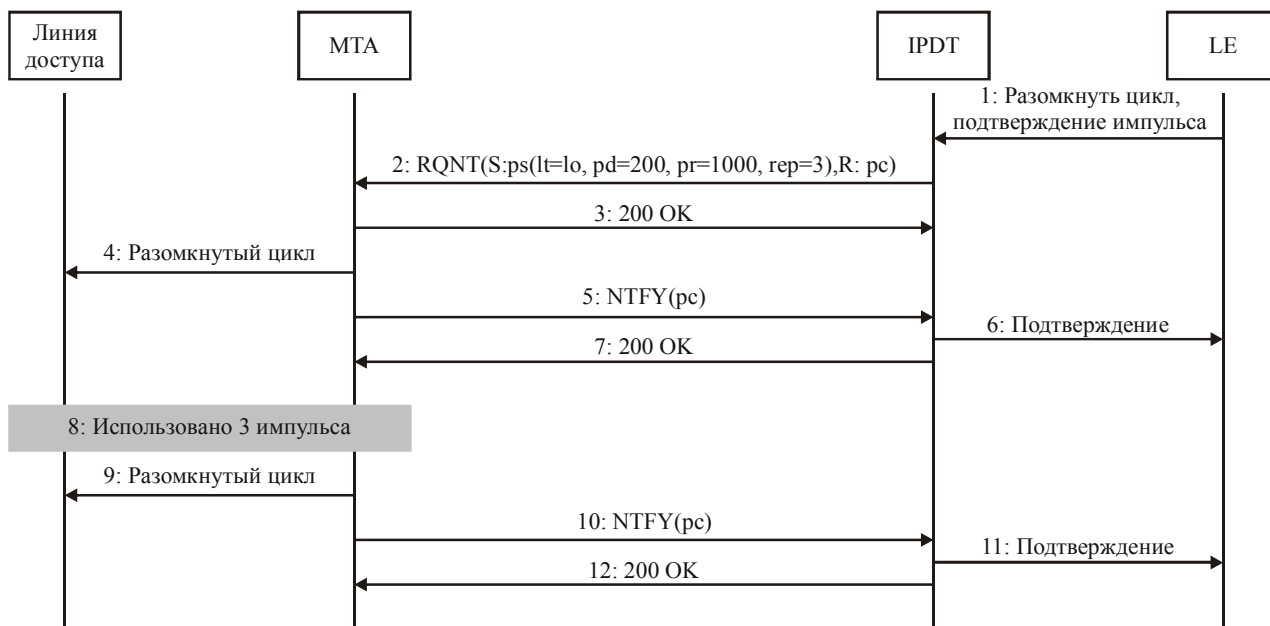 Линия
доступа
MTA
IPDT
LE
1: Разомкнуть цикл,
подтверждение импульса
2: RQNT(S:ps(lt=lo, pd=200, pr=1000, rep=3),R: pc)
3: 200 OK
4: Разомкнутый цикл
5: NTFY(pc)
6: Подтверждение
7: 200 OK
8: Использовано 3 импульса
9: Разомкнутый цикл
10: NTFY(pc)
11: Подтверждение
12: 200 OK